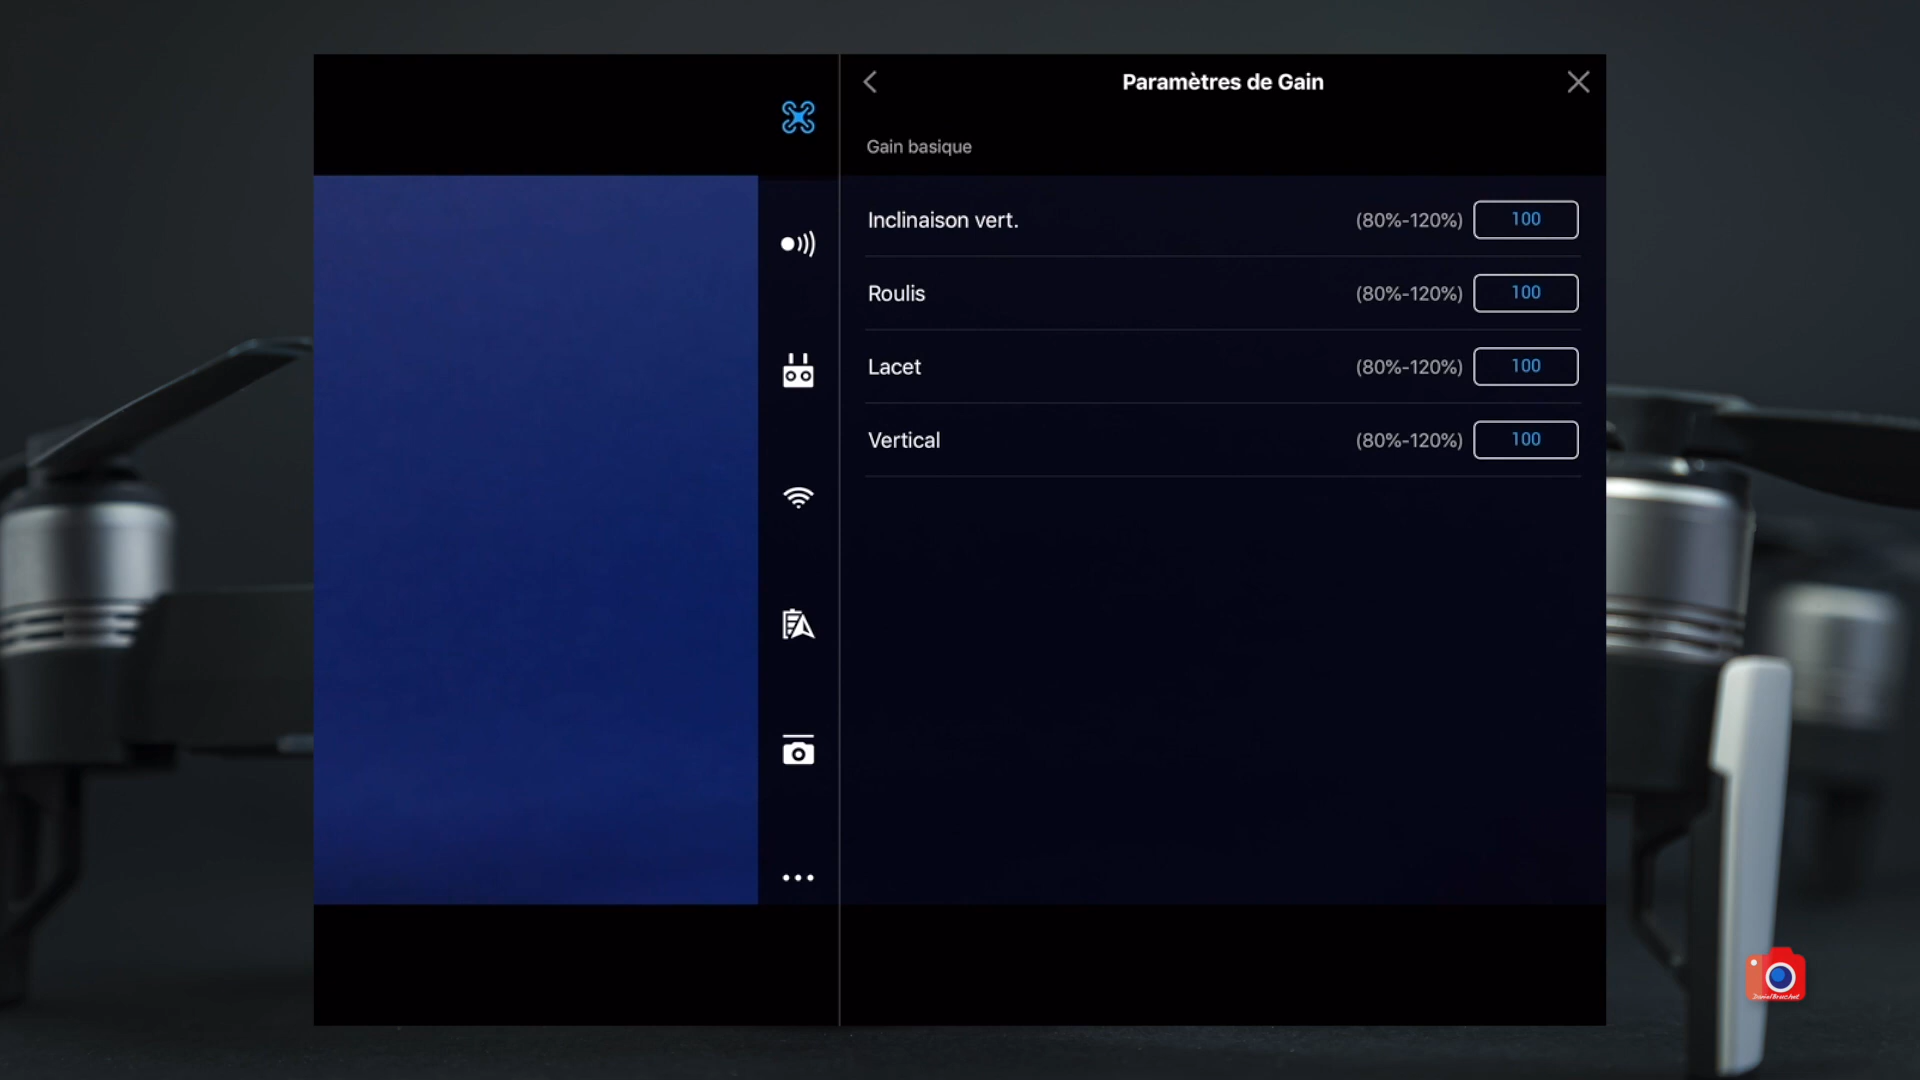 Paramètres de Gain
Gain basique
Inclinaison vert. (80%-120%) 100
Roulis (80%-120%) 100
Lacet (80%-120%) 100
Vertical (80%-120%) 100
DanielBruchet